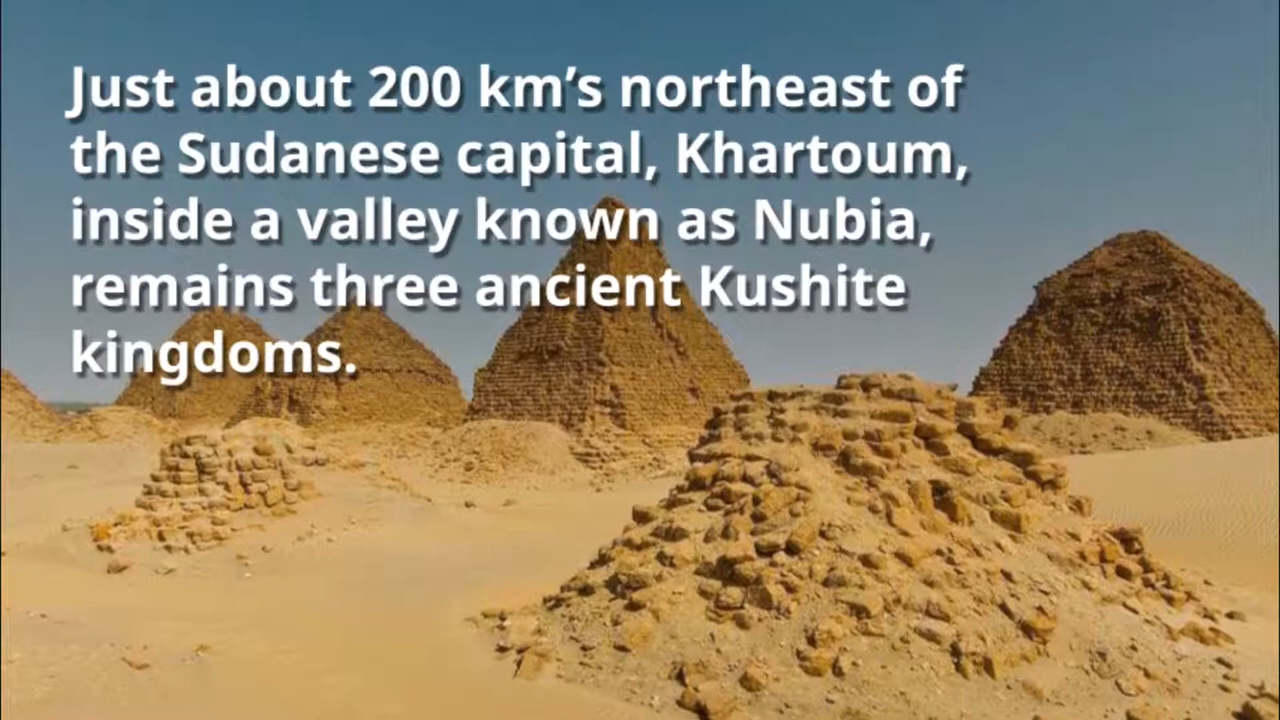 Just about 200 km’s northeast of
the Sudanese capital, Khartoum,
inside a valley known as Nubia,
remains three ancient Kushite
kingdoms.